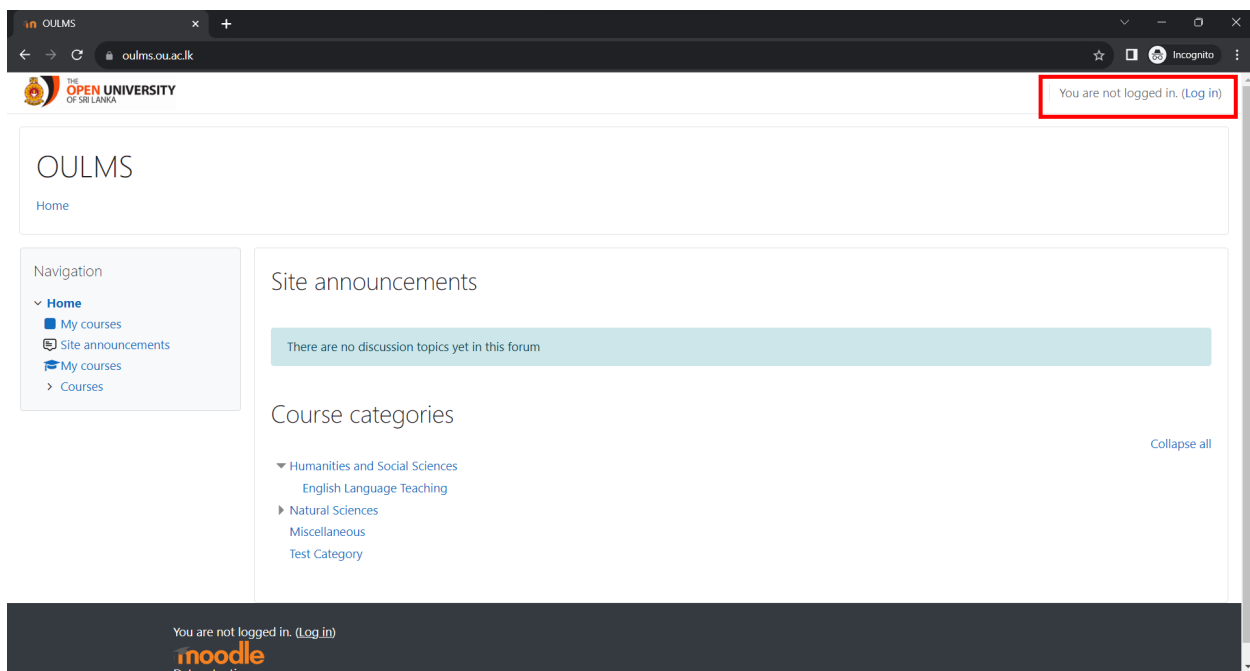 OULMS
oulms.ou.ac.lk
Incognito
THE
OPEN UNIVERSITY
OF SRI LANKA
You are not logged in. (Log in)
OULMS
Home
Navigation
Home
My courses
Site announcements
My courses
Courses
Site announcements
There are no discussion topics yet in this forum
Course categories
Collapse all
Humanities and Social Sciences
English Language Teaching
Natural Sciences
Miscellaneous
Test Category
You are not logged in. (Log in)
moodle